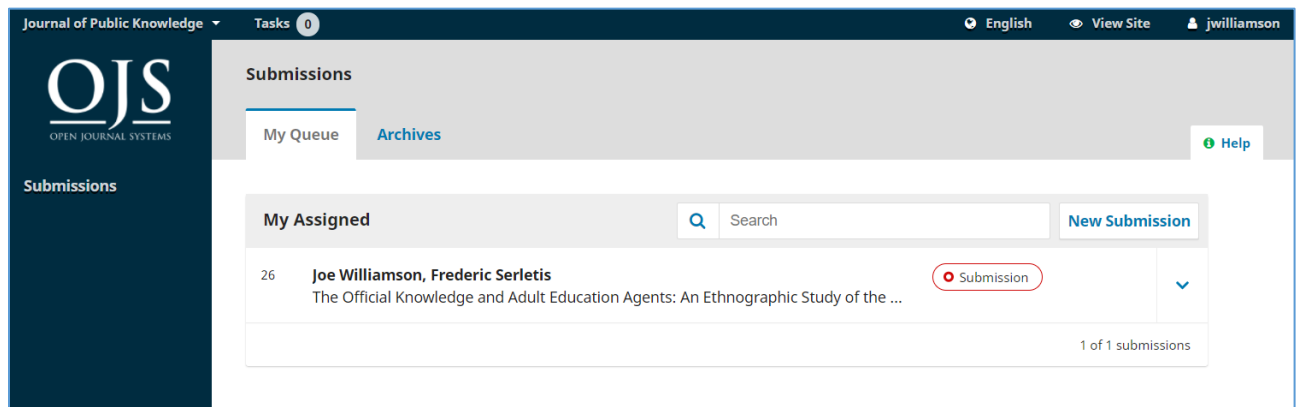 Journal of Public Knowledge Tasks 0 English View Site jwilliamson
OJS
OPEN JOURNAL SYSTEMS
Submissions
Submissions
My Queue Archives
Help
My Assigned Search New Submission
26 Joe Williamson, Frederic Serletis Submission
The Official Knowledge and Adult Education Agents: An Ethnographic Study of the ...
1 of 1 submissions